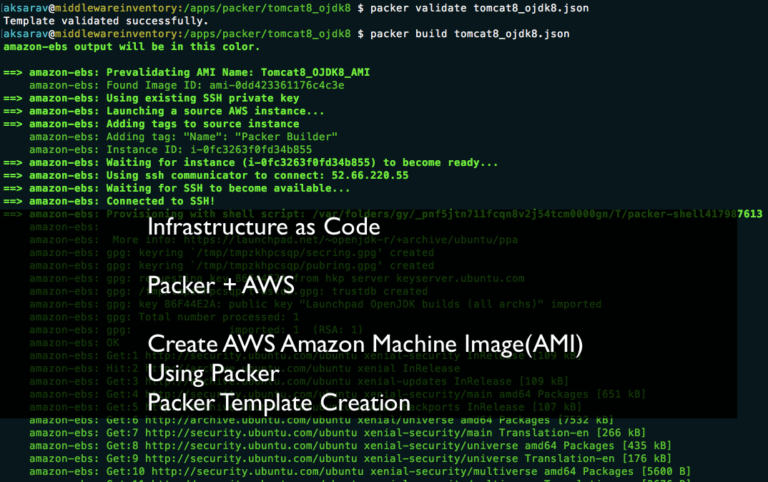 aksarav@middlewareinventory:/apps/packer/tomcat8_ojdk8 $ packer validate tomcat8_ojdk8.json
Template validated successfully.
aksarav@middlewareinventory:/apps/packer/tomcat8_ojdk8 $ packer build tomcat8_ojdk8.json
amazon-ebs output will be in this color.
==> amazon-ebs: Prevalidating AMI Name: Tomcat8_OJDK8_AMI
amazon-ebs: Found Image ID: ami-0dd423361176c4c3e
==> amazon-ebs: Using existing SSH private key
==> amazon-ebs: Launching a source AWS instance...
==> amazon-ebs: Adding tags to source instance
amazon-ebs: Adding tag: "Name": "Packer Builder"
amazon-ebs: Instance ID: i-0fc3263f0fd34b855
==> amazon-ebs: Waiting for instance (i-0fc3263f0fd34b855) to become ready...
==> amazon-ebs: Using ssh communicator to connect: 52.66.220.55
==> amazon-ebs: Waiting for SSH to become available...
==> amazon-ebs: Connected to SSH!
==> amazon-ebs: Provisioning with shell script: /var/folders/gy/_pnf5jtn711fcqn8v2j54tcm0000gn/T/packer-shell417987613
amazon-ebs:
Infrastructure as Code
amazon-ebs: More info: https://launchpad.net/~openjdk-r/+archive/ubuntu/ppa
amazon-ebs: gpg: keyring `/tmp/tmpzkhpcsqp/secring.gpg' created
amazon-ebs: gpg: keyring `/tmp/tmpzkhpcsqp/pubring.gpg' created
amazon-ebs: gpg: from hkp server keyserver.ubuntu.com
Packer + AWS
amazon-ebs: gpg: trustdb created
amazon-ebs: gpg: key 86F44E2A: public key "Launchpad OpenJDK builds (all archs)" imported
amazon-ebs: gpg: Total number processed: 1
amazon-ebs: gpg: imported: 1 (RSA: 1)
amazon-ebs: OK
Create AWS Amazon Machine Image(AMI)
amazon-ebs: Get:1 http://security.ubuntu.com/ubuntu xenial-security InRelease [109 kB]
amazon-ebs: Hit:2 xenial InRelease
Using Packer
amazon-ebs: Get:3 xenial-updates InRelease [109 kB]
amazon-ebs: Get:4 http://security.ubuntu.com/ubuntu xenial-security/main amd64 Packages [651 kB]
Packer Template Creation
amazon-ebs: Get:5 InRelease [107 kB]
amazon-ebs: Get:6 http://archive.ubuntu.com/ubuntu xenial/universe amd64 Packages [7532 kB]
amazon-ebs: Get:7 http://security.ubuntu.com/ubuntu xenial-security/main Translation-en [266 kB]
amazon-ebs: Get:8 http://security.ubuntu.com/ubuntu xenial-security/universe amd64 Packages [435 kB]
amazon-ebs: Get:9 http://security.ubuntu.com/ubuntu xenial-security/universe Translation-en [176 kB]
amazon-ebs: Get:10 http://security.ubuntu.com/ubuntu xenial-security/multiverse amd64 Packages [5600 B]